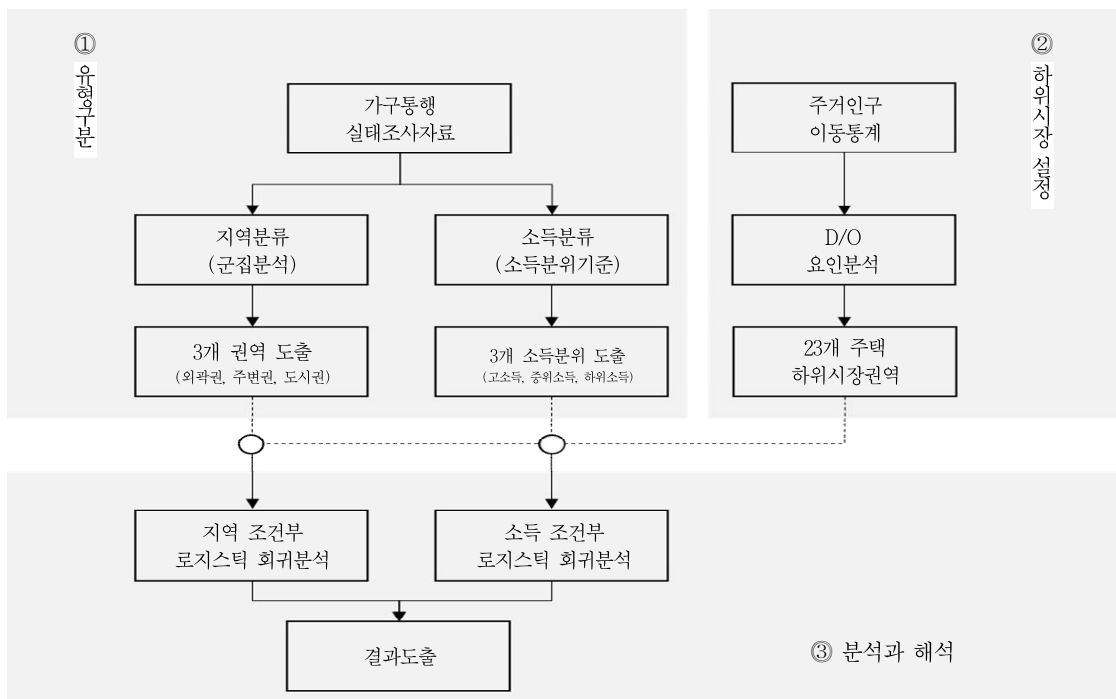 ①
유형구분
가구통행
실태조사자료
지역분류
(군집분석)
소득분류
(소득분위기준)
3개 권역 도출
(외곽권, 주변권, 도시권)
3개 소득분위 도출
(고소득, 중위소득, 하위소득)
②
하위시장 설정
주거인구
이동통계
D/O
요인분석
23개 주택
하위시장권역
지역 조건부
로지스틱 회귀분석
소득 조건부
로지스틱 회귀분석
결과도출
③ 분석과 해석